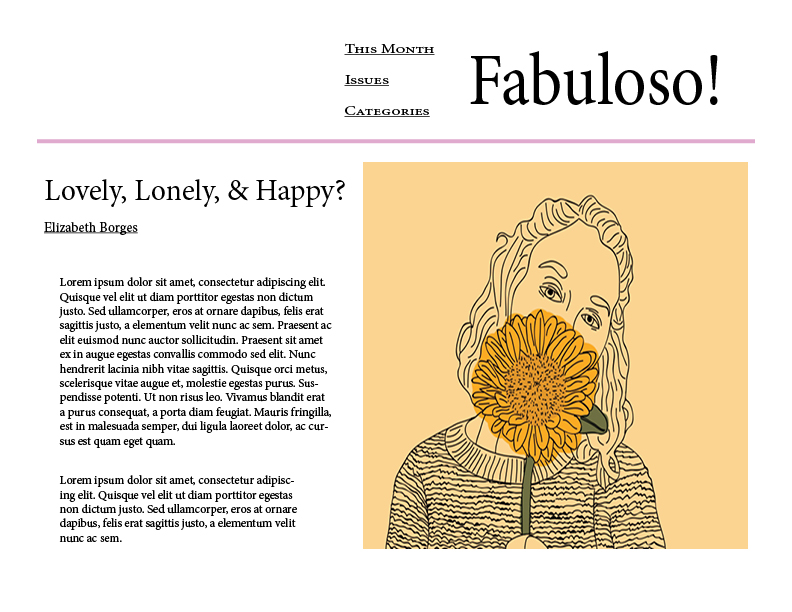 This Month
Issues
Categories
Fabuloso!
Lovely, Lonely, & Happy?
Elizabeth Borges
Lorem ipsum dolor sit amet, consectetur adipiscing elit.
Quisque vel elit ut diam porttitor egestas non dictum
justo. Sed ullamcorper, eros at ornare dapibus, felis erat
sagittis justo, a elementum velit nunc ac sem. Praesent ac
elit euismod nunc auctor sollicitudin. Praesent sit amet
ex in augue egestas convallis commodo sed elit. Nunc
hendrerit lacinia nibh vitae sagittis. Quisque orci metus,
scelerisque vitae augue et, molestie egestas purus. Sus-
pendisse potenti. Ut non risus leo. Vivamus blandit erat
a purus consequat, a porta diam feugiat. Mauris fringilla,
est in malesuada semper, dui ligula laoreet dolor, ac cur-
sus est quam eget quam.
Lorem ipsum dolor sit amet, consectetur adipisc-
ing elit. Quisque vel elit ut diam porttitor egestas
non dictum justo. Sed ullamcorper, eros at ornare
dapibus, felis erat sagittis justo, a elementum velit
nunc ac sem.